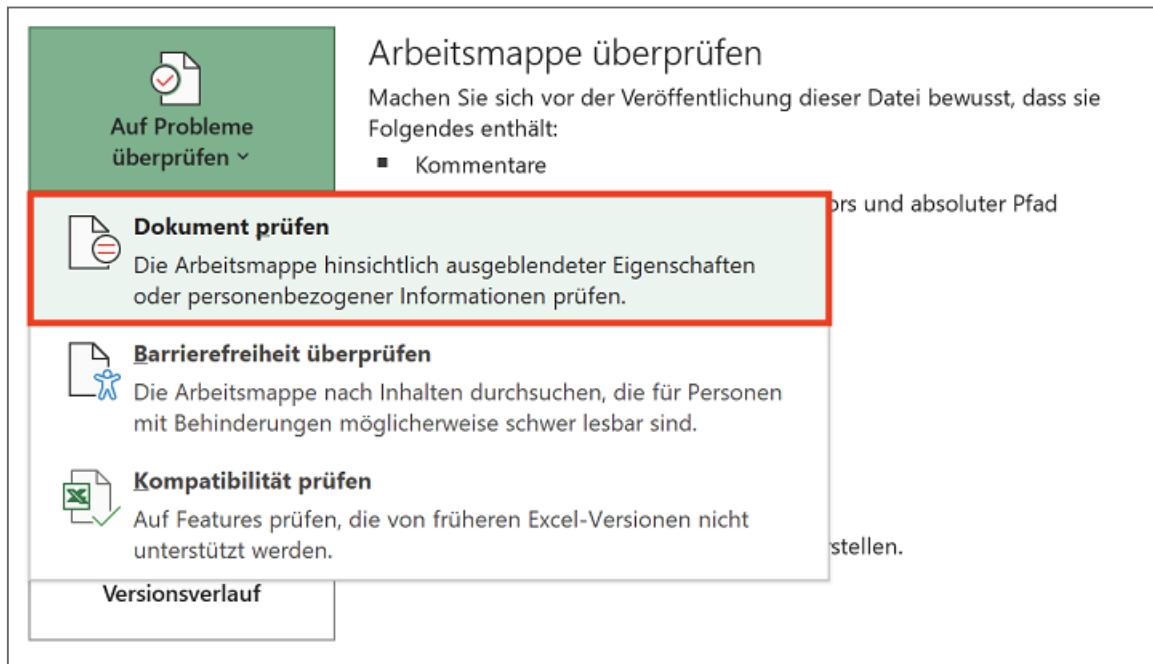 Arbeitsmappe überprüfen
Machen Sie sich vor der Veröffentlichung dieser Datei bewusst, dass sie
Folgendes enthält:
▪ Kommentare
und absoluter Pfad
Auf Probleme
überprüfen
Dokument prüfen
Die Arbeitsmappe hinsichtlich ausgeblendeter Eigenschaften
oder personenbezogener Informationen prüfen.
Barrierefreiheit überprüfen
Die Arbeitsmappe nach Inhalten durchsuchen, die für Personen
mit Behinderungen möglicherweise schwer lesbar sind.
Kompatibilität prüfen
Auf Features prüfen, die von früheren Excel-Versionen nicht
unterstützt werden.
stellen.
Versionsverlauf